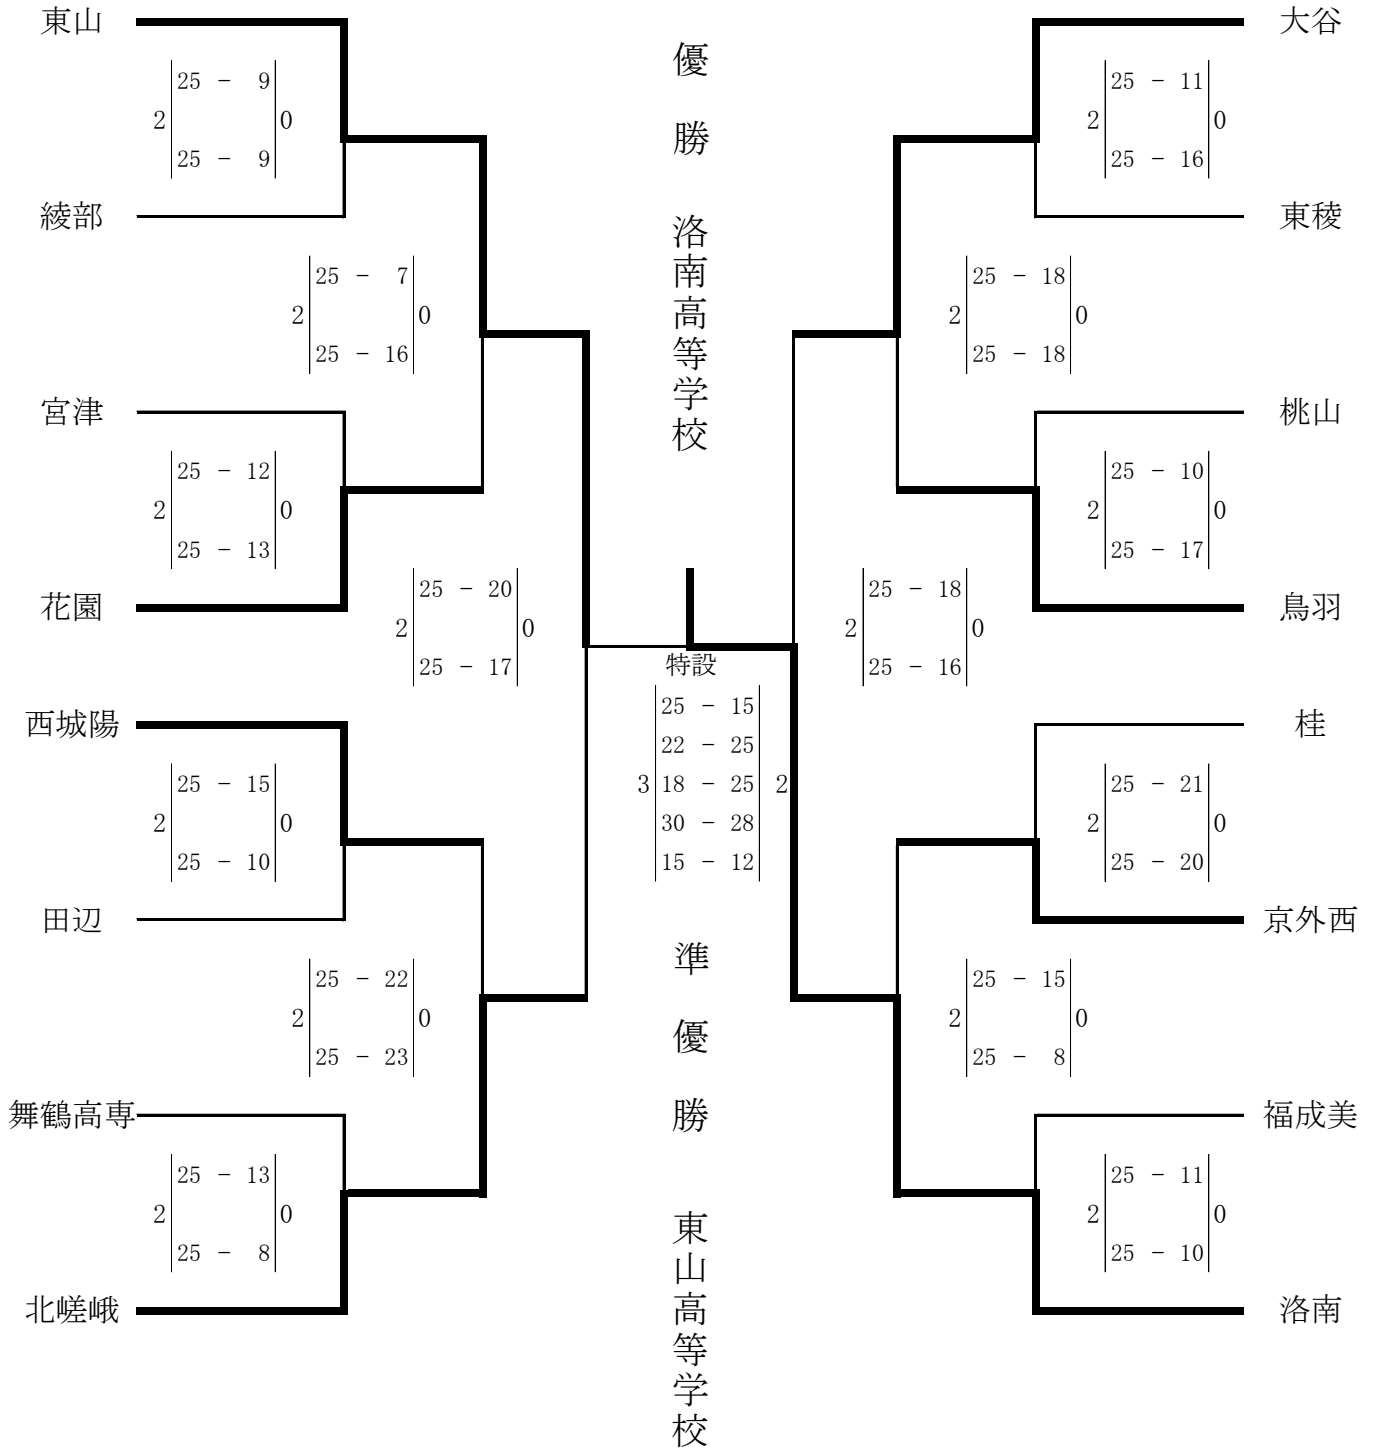 東山
25 - 9
2 0
25 - 9
綾部
25 - 7
2 0
25 - 16
宮津
25 - 12
2 0
25 - 13
花園
25 - 20
2 0
25 - 17
西城陽
25 - 15
2 0
25 - 10
田辺
25 - 22
2 0
25 - 23
舞鶴高専
25 - 13
2 0
25 - 8
北嵯峨
優勝 洛南高等学校
特設
25 - 15
22 - 25
3 18 - 25 2
30 - 28
15 - 12
準優勝 東山高等学校
大谷
25 - 11
2 0
25 - 16
東稜
25 - 18
2 0
25 - 18
桃山
25 - 10
2 0
25 - 17
鳥羽
25 - 18
2 0
25 - 16
桂
25 - 21
2 0
25 - 20
京外西
25 - 15
2 0
25 - 8
福成美
25 - 11
2 0
25 - 10
洛南